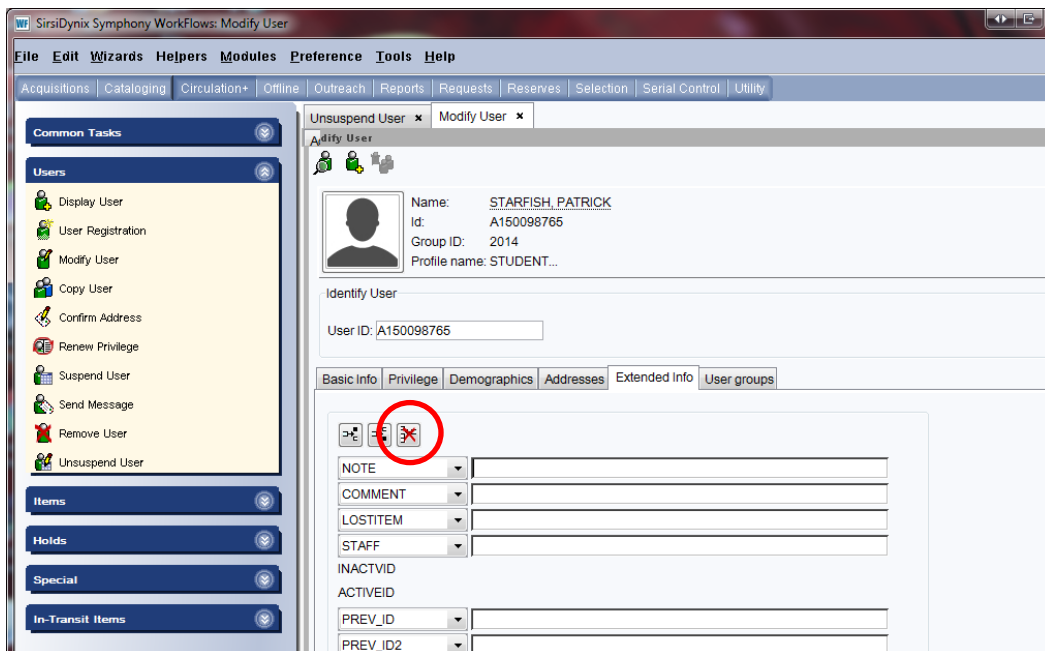 WF SirsiDynix Symphony WorkFlows: Modify User
File Edit Wizards Helpers Modules Preference Tools Help
Acquisitions Cataloging Circulation+ Offline Outreach Reports Requests Reserves Selection Serial Control Utility
Common Tasks
Users
Display User
User Registration
Modify User
Copy User
Confirm Address
Renew Privilege
Suspend User
Send Message
Remove User
Unsuspend User
Items
Holds
Special
In-Transit Items
Unsuspend User × Modify User ×
dify User
Name: STARFISH, PATRICK
Id: A150098765
Group ID: 2014
Profile name: STUDENT...
Identify User
User ID: A150098765
Basic Info Privilege Demographics Addresses Extended Info User groups
NOTE
COMMENT
LOSTITEM
STAFF
INACTVID
ACTIVEID
PREV_ID
PREV_ID2